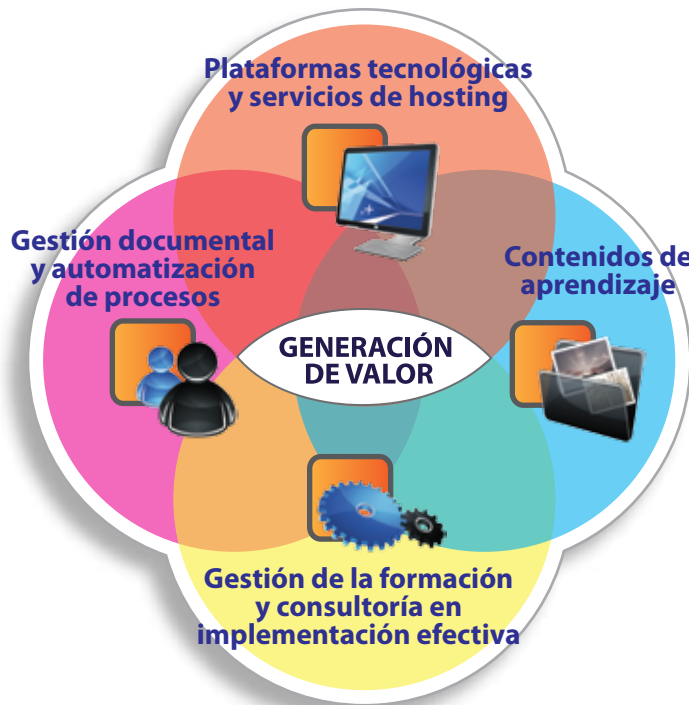 Plataformas tecnológicas
y servicios de hosting
Gestión documental
y automatización
de procesos
Contenidos de
aprendizaje
GENERACIÓN
DE VALOR
Gestión de la formación
y consultoría en
implementación efectiva